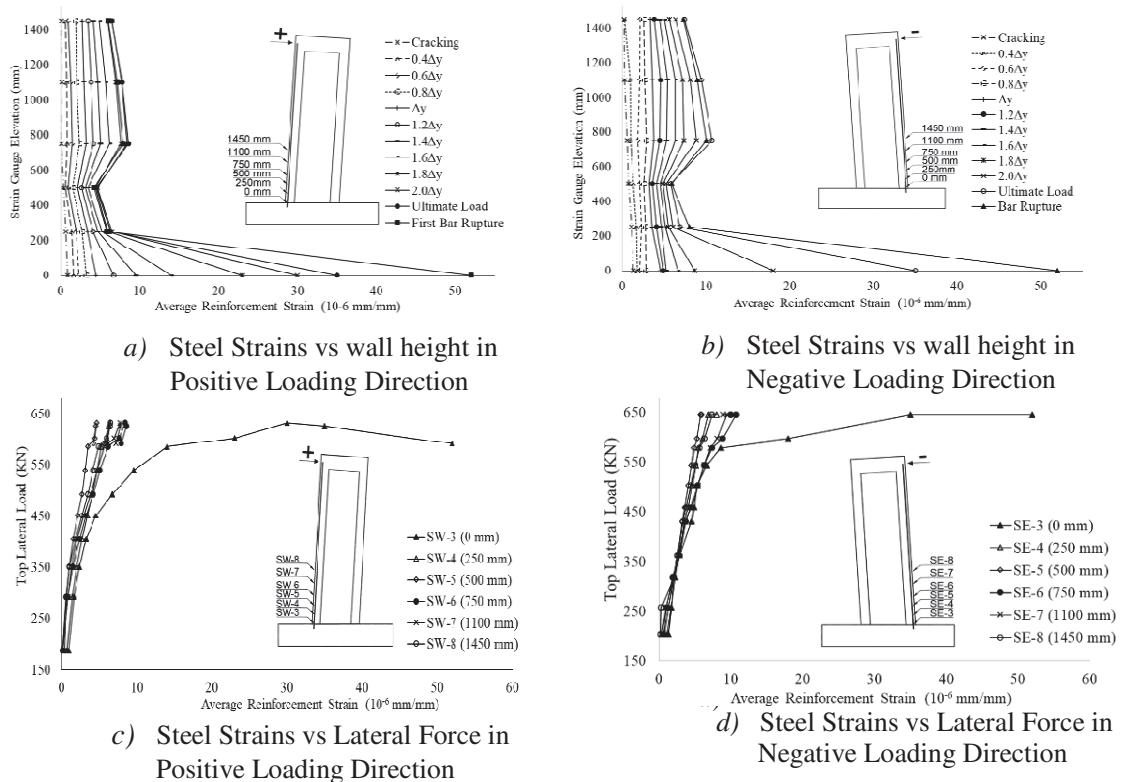 1400
1200
1000
800
600
400
200
0
Strain Gauge Elevation (mm)
0 10 20 30 40 50
Average Reinforcement Strain (10-6 mm/mm)
+
1450 mm
1100 mm
750 mm
500 mm
250mm
0 mm
Cracking
0.4Δy
0.6Δy
0.8Δy
Δy
1.2Δy
1.4Δy
1.6Δy
1.8Δy
2.0Δy
Ultimate Load
First Bar Rupture
a) Steel Strains vs wall height in
Positive Loading Direction
1400
1200
1000
800
600
400
200
0
Strain Gauge Elevation (mm)
0 10 20 30 40 50
Average Reinforcement Strain (10-6 mm/mm)
-
1450 mm
1100 mm
750 mm
500 mm
250mm
0 mm
Cracking
0.4Δy
0.6Δy
0.8Δy
Δy
1.2Δy
1.4Δy
1.6Δy
1.8Δy
2.0Δy
Ultimate Load
Bar Rupture
b) Steel Strains vs wall height in
Negative Loading Direction
650
550
450
350
250
150
Top Lateral Load (KN)
0 10 20 30 40 50 60
Average Reinforcement Strain (10-6 mm/mm)
+
SW-8
SW-7
SW-6
SW-5
SW-4
SW-3
SW-3 (0 mm)
SW-4 (250 mm)
SW-5 (500 mm)
SW-6 (750 mm)
SW-7 (1100 mm)
SW-8 (1450 mm)
c) Steel Strains vs Lateral Force in
Positive Loading Direction
650
550
450
350
250
150
Top Lateral Load (KN)
0 10 20 30 40 50 60
Average Reinforcement Strain (10-6 mm/mm)
-
SE-8
SE-7
SE-6
SE-5
SE-4
SE-3
SE-3 (0 mm)
SE-4 (250 mm)
SE-5 (500 mm)
SE-6 (750 mm)
SE-7 (1100 mm)
SE-8 (1450 mm)
d) Steel Strains vs Lateral Force in
Negative Loading Direction